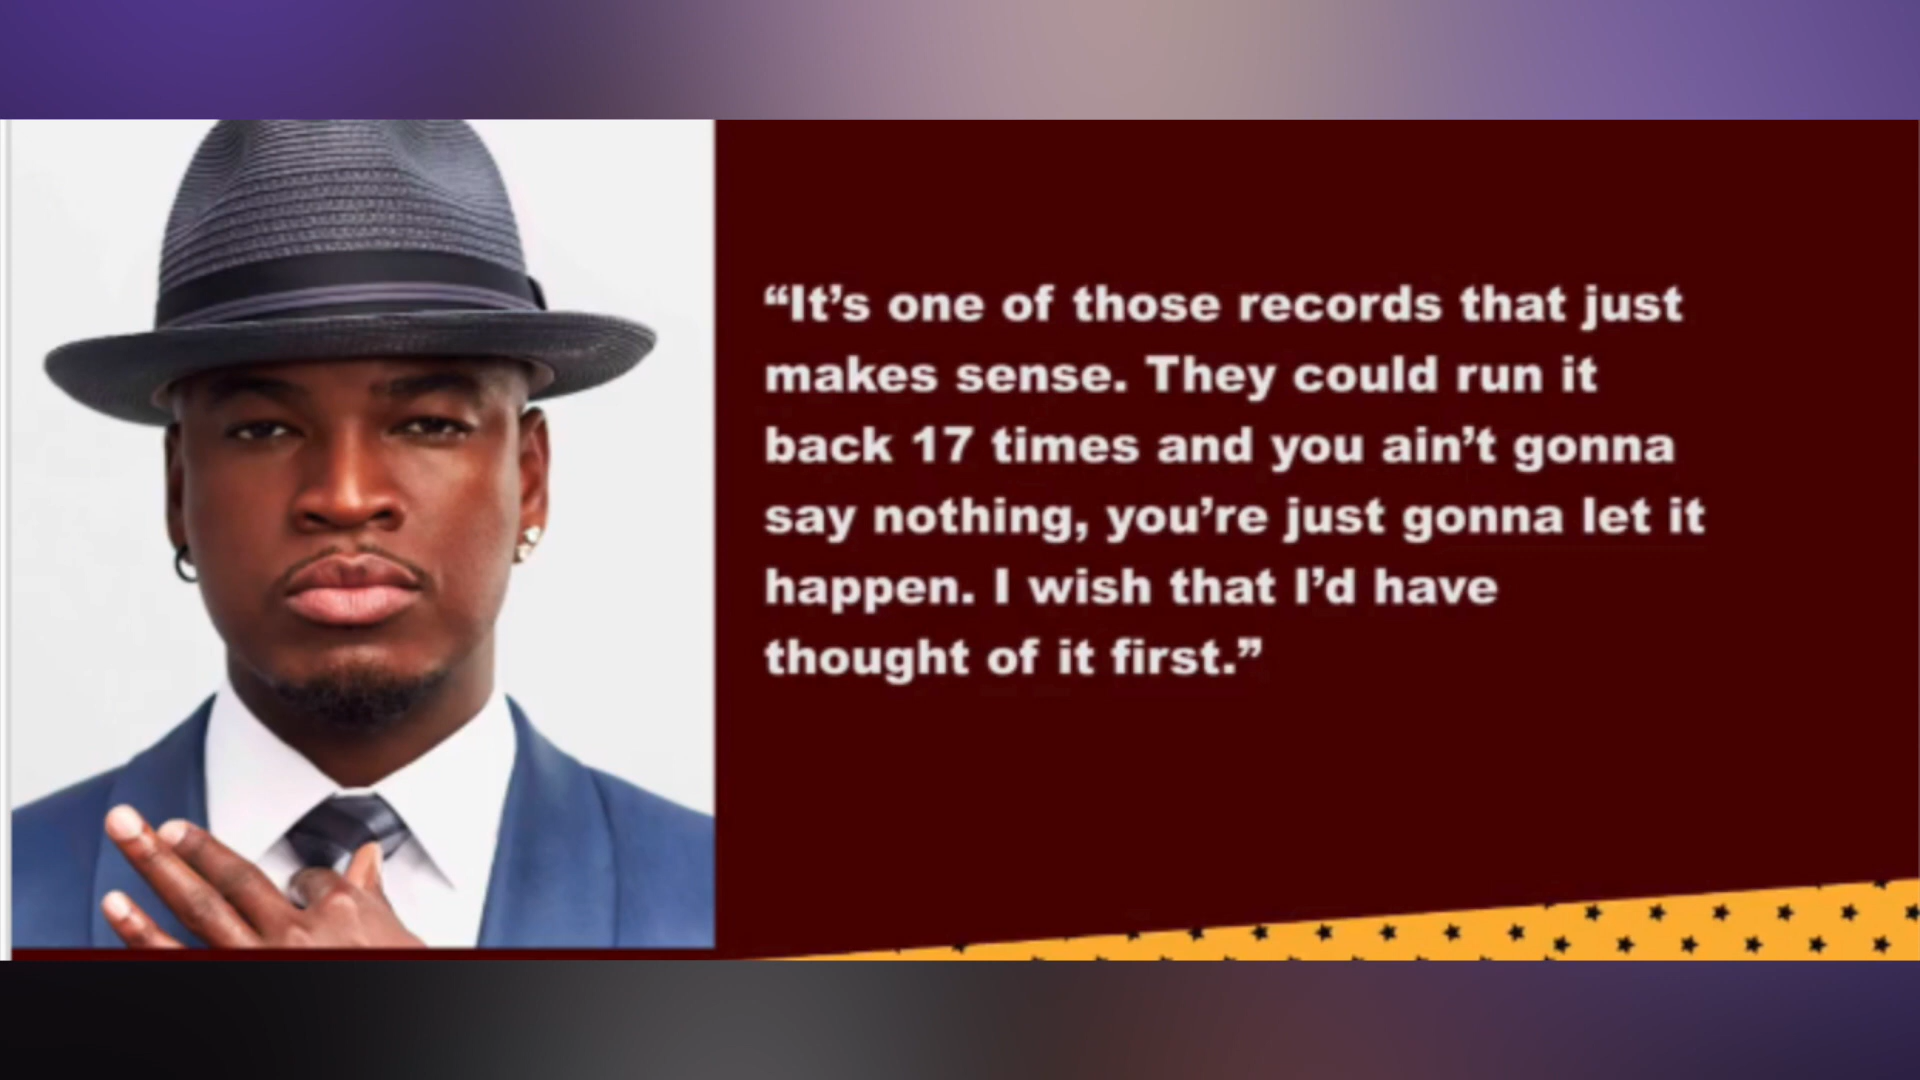 “It’s one of those records that just
makes sense. They could run it
back 17 times and you ain’t gonna
say nothing, you’re just gonna let it
happen. I wish that I’d have
thought of it first.”